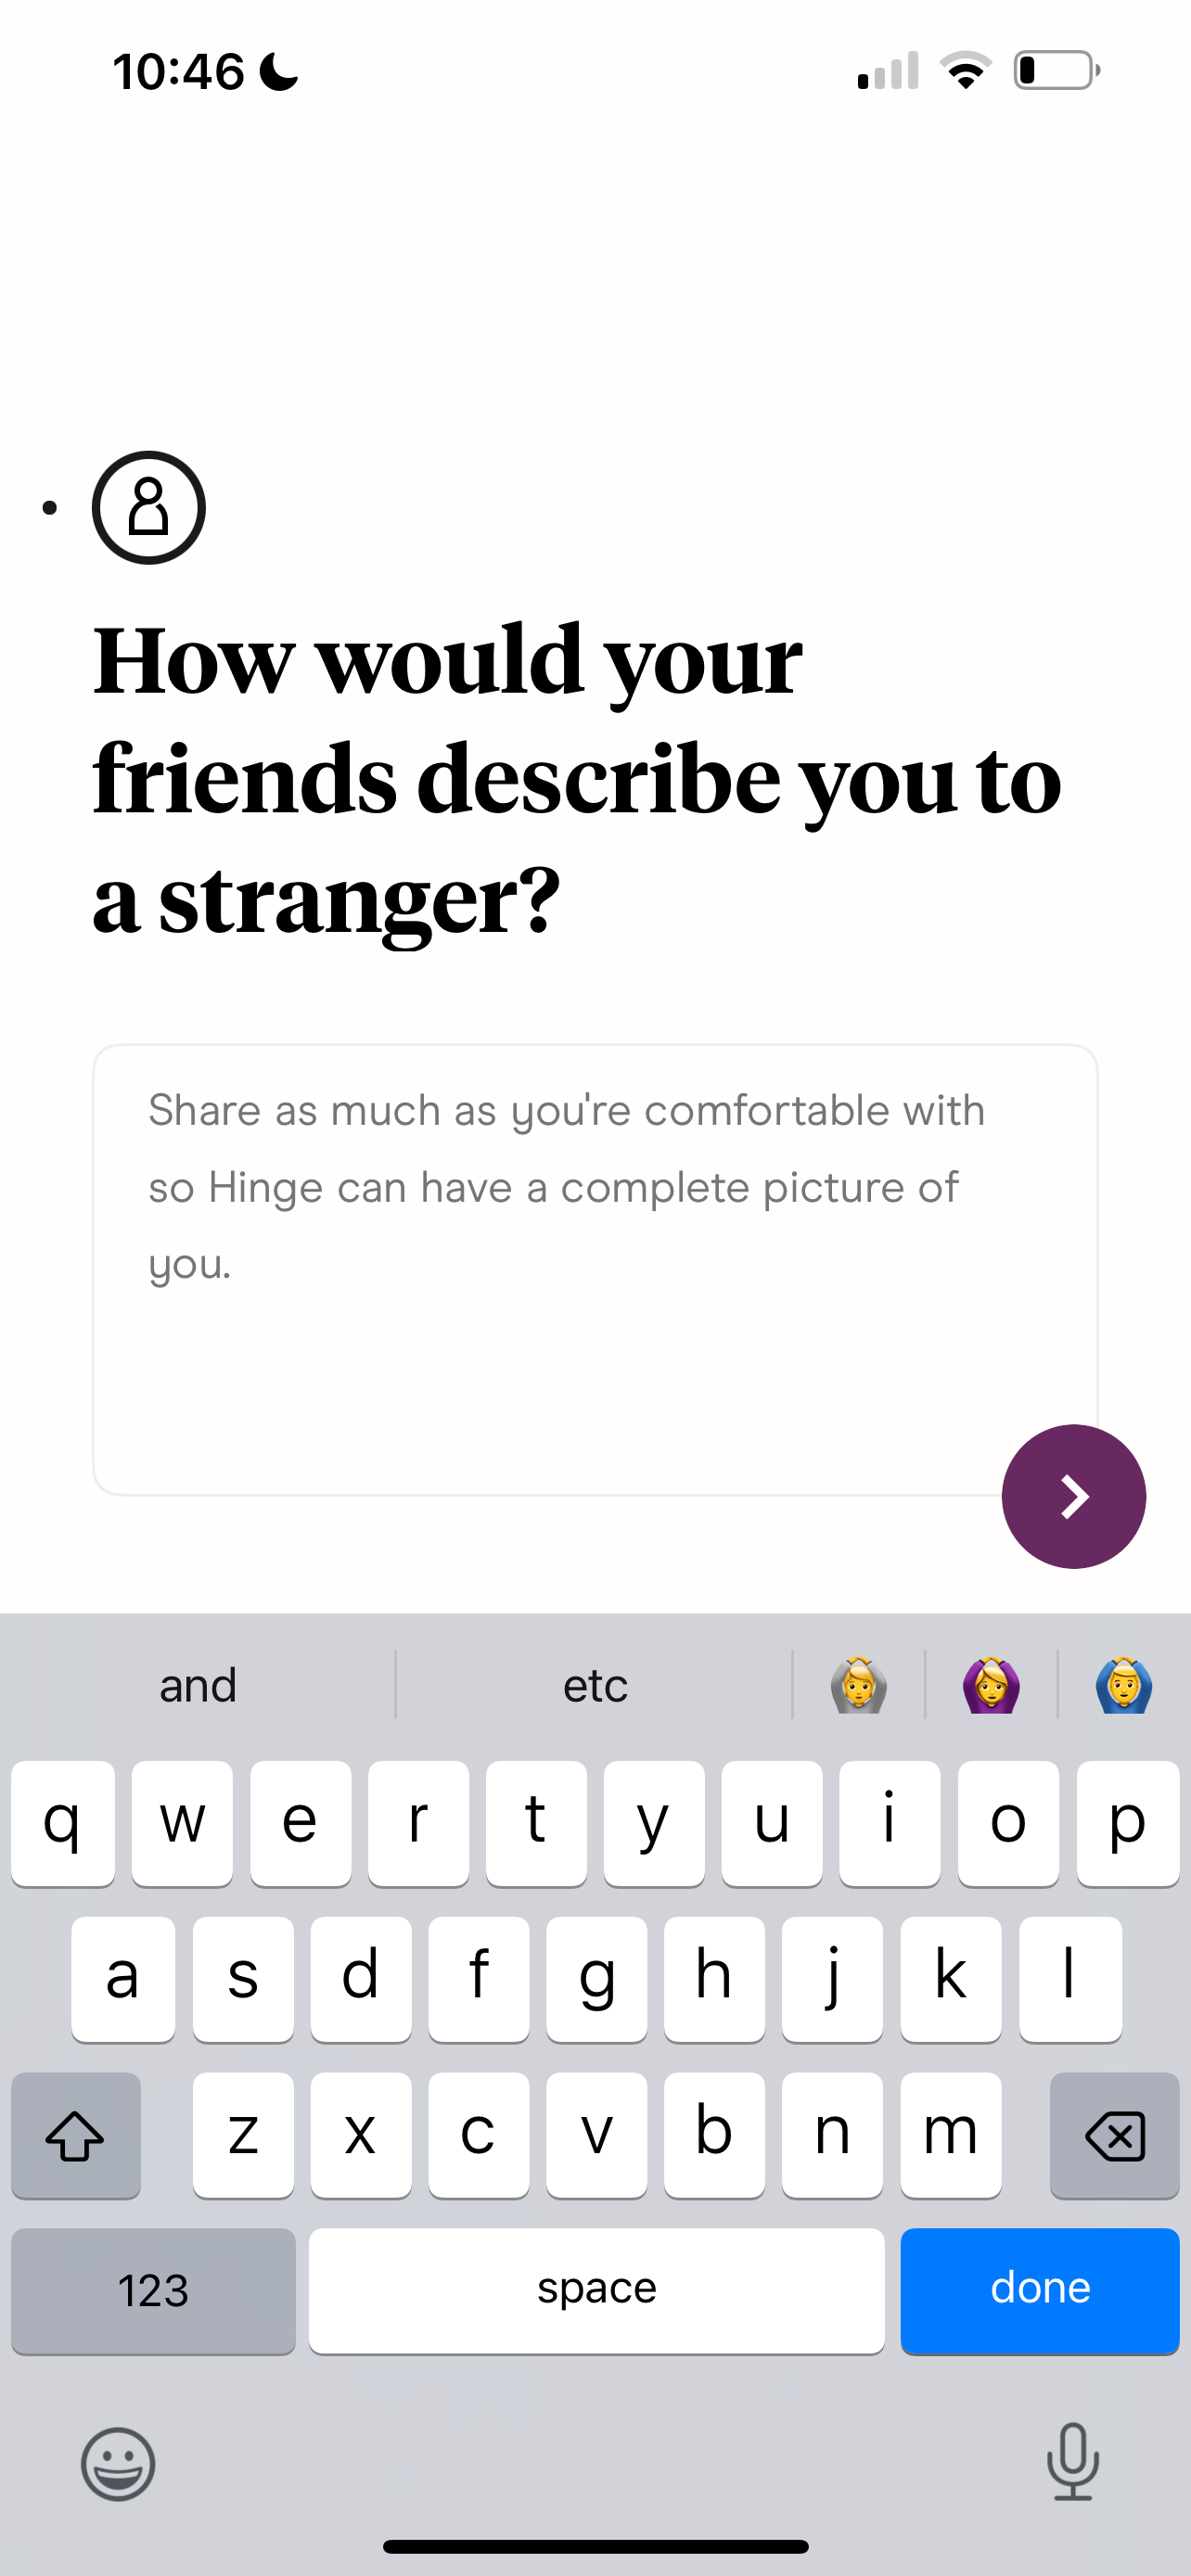 10:46
How would your
friends describe you to
a stranger?
Share as much as you're comfortable with
so Hinge can have a complete picture of
you.
and etc
q w e r t y u i o p
a s d f g h j k l
z x c v b n m
123 space done